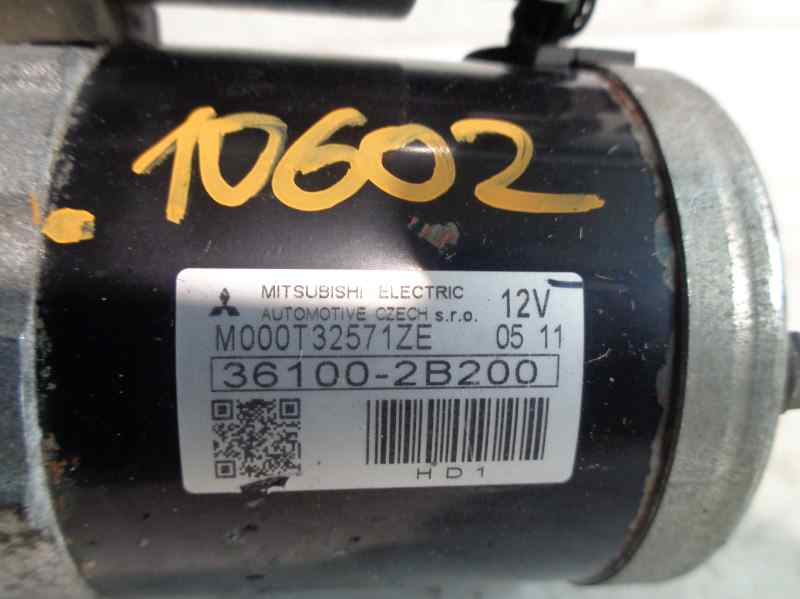 10602
MITSUBISHI ELECTRIC
AUTOMOTIVE CZECH s.r.o. 12V
M000T32571ZE 05 11
36100-2B200
HD1